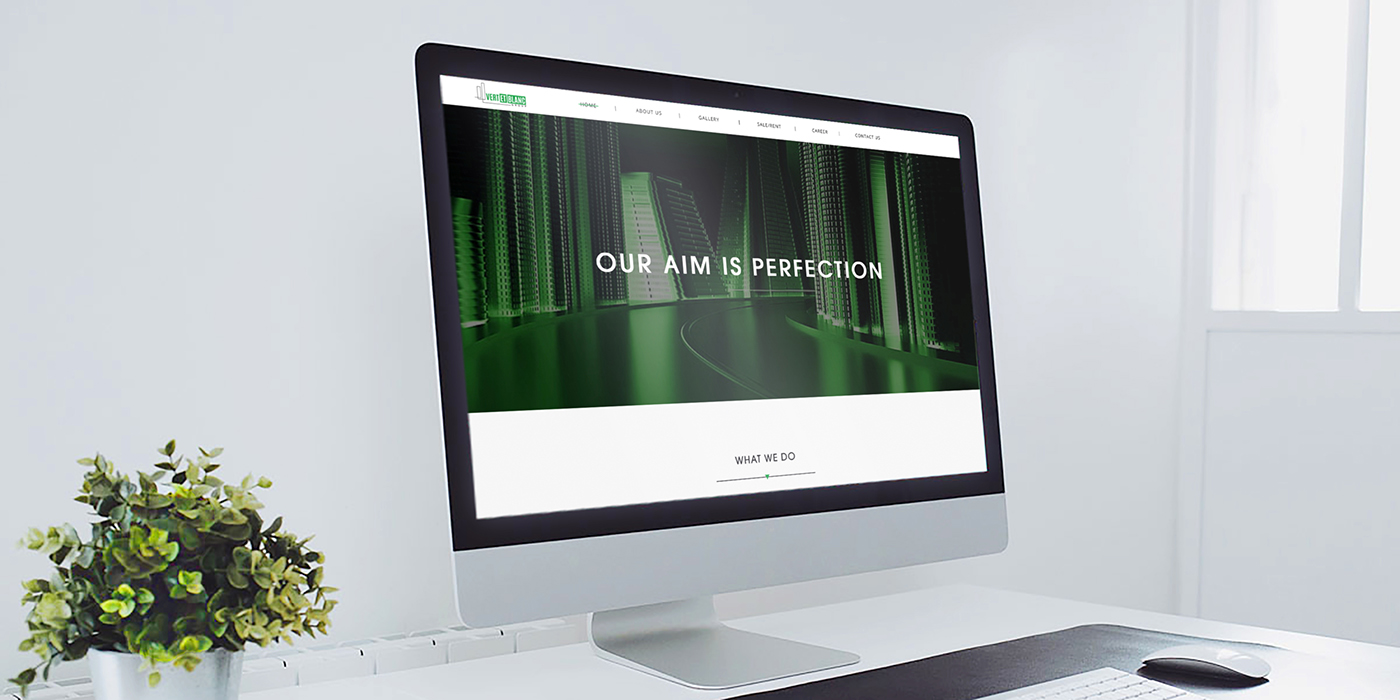 VERT ET BLANC
HOME
ABOUT US
GALLERY
SALE/RENT
CAREER
CONTACT US
OUR AIM IS PERFECTION
WHAT WE DO